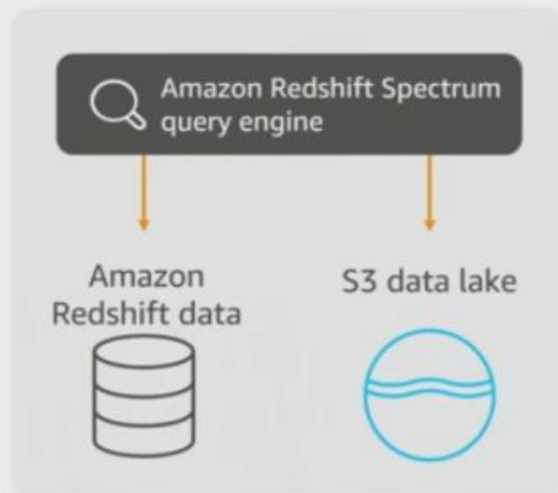 Amazon Redshift Spectrum
query engine
Amazon
Redshift data
S3 data lake